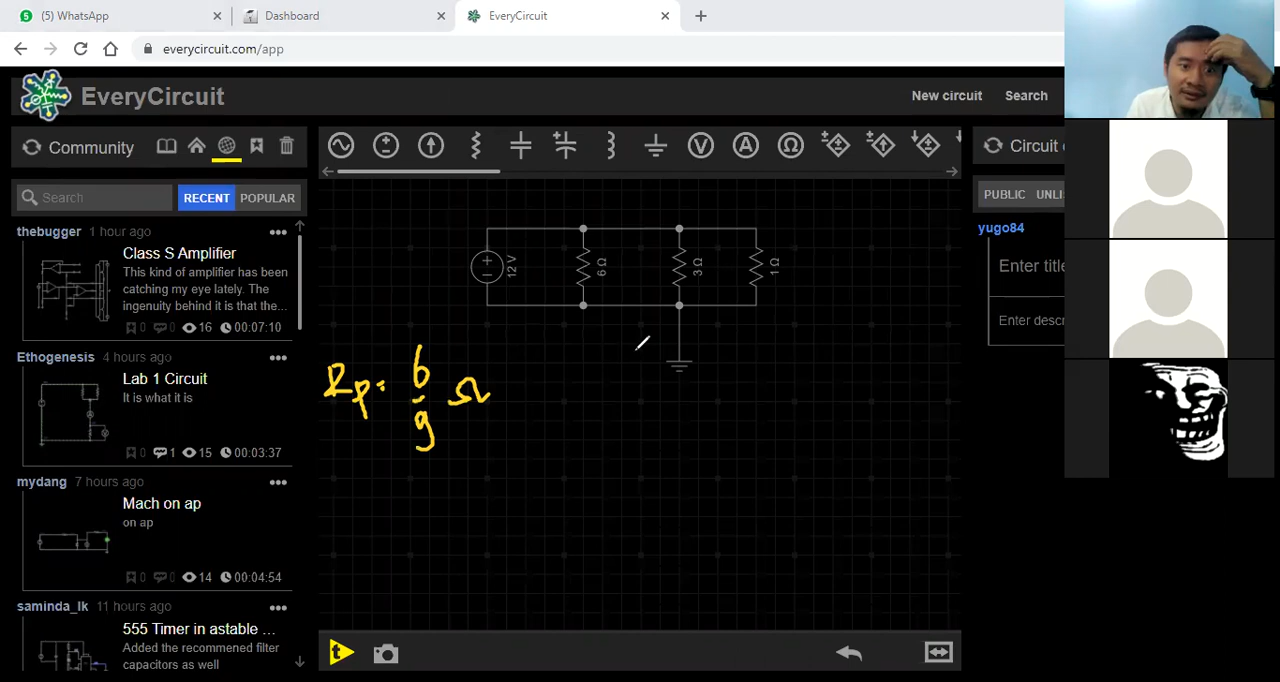 5 (5) WhatsApp
Dashboard
EveryCircuit
everycircuit.com/app
EveryCircuit
New circuit
Search
Community
Circuit
Search
RECENT
POPULAR
PUBLIC
UNLI
thebugger 1 hour ago
Class S Amplifier
This kind of amplifier has been
catching my eye lately. The
ingenuity behind it is that the...
0 0 16 00:07:10
Ethogenesis 4 hours ago
Lab 1 Circuit
It is what it is
0 1 15 00:03:37
mydang 7 hours ago
Mach on ap
on ap
0 0 14 00:04:54
saminda_lk 11 hours ago
555 Timer in astable ...
Added the recommened filter
capacitors as well
12 V
6 Ω
3 Ω
1 Ω
V
A
Ω
Rp = 6/9 Ω
t
yugo84
Enter title
Enter descr